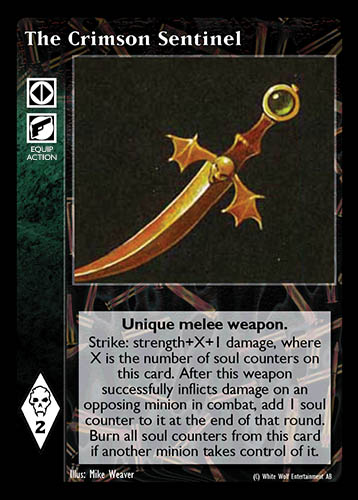 The Crimson Sentinel
EQUIP
ACTION
Unique melee weapon.
Strike: strength+X+1 damage, where
X is the number of soul counters on
this card. After this weapon
successfully inflicts damage on an
opposing minion in combat, add 1 soul
counter to it at the end of that round.
Burn all soul counters from this card
if another minion takes control of it.
2
Illus: Mike Weaver
(C) White Wolf Entertainment AB